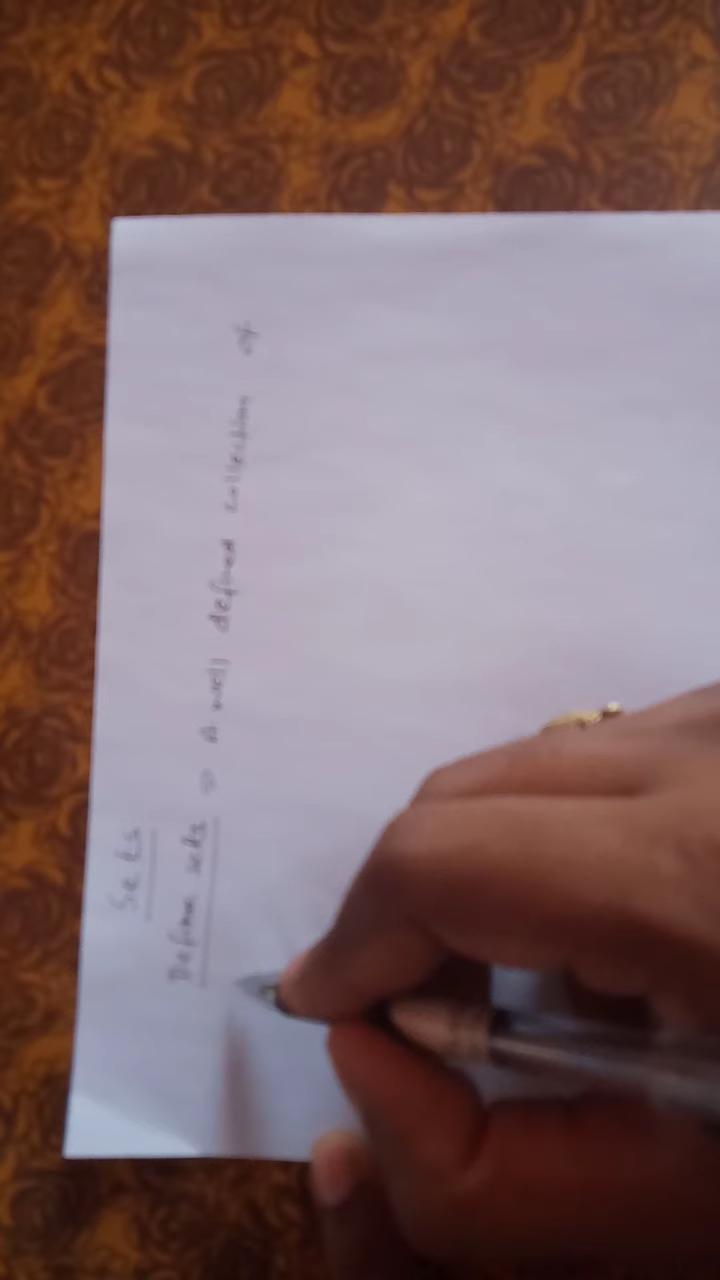 Sets
Define sets → A well defined collection of